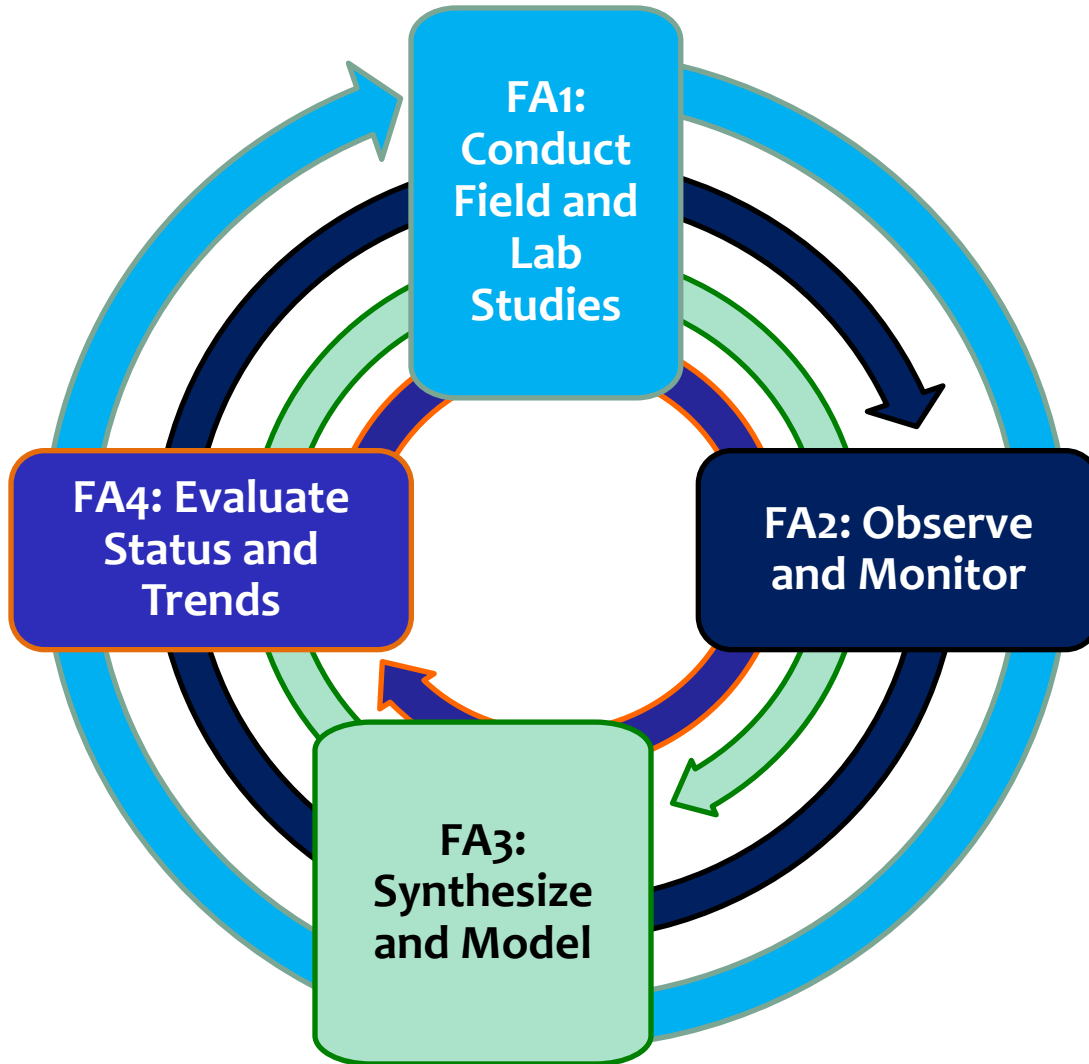 FA1:
Conduct
Field and
Lab
Studies
FA4: Evaluate
Status and
Trends
FA2: Observe
and Monitor
FA3:
Synthesize
and Model